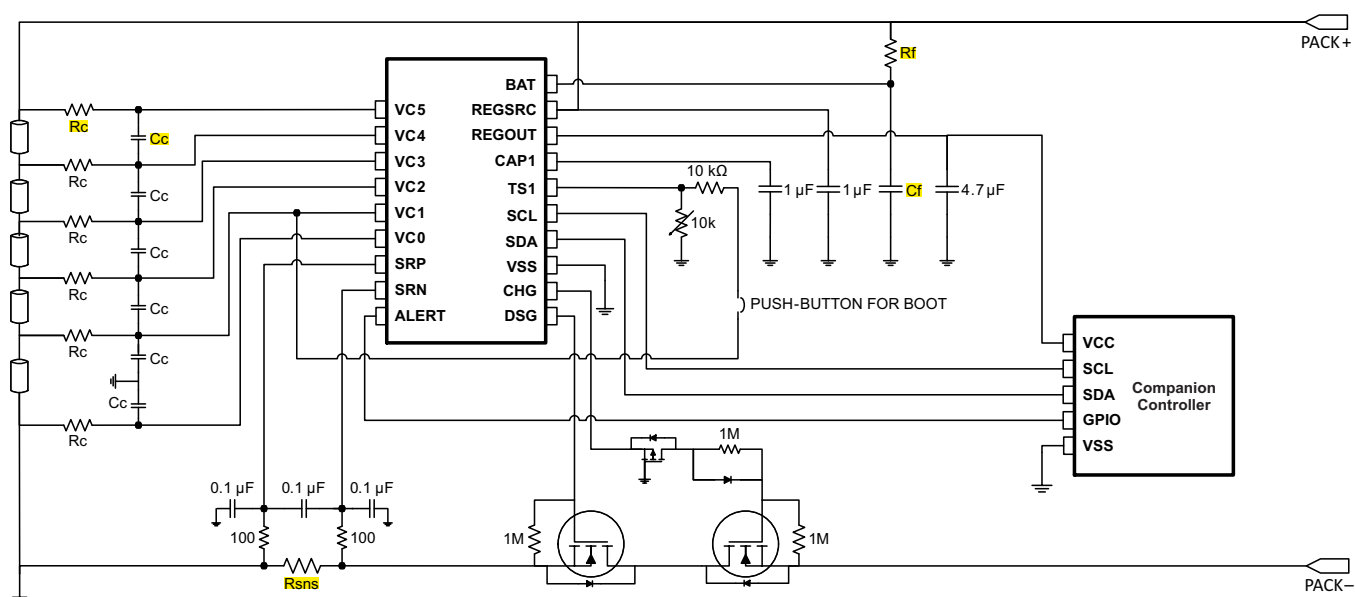 PACK+
Rf
BAT
REGSRC
REGOUT
CAP1
TS1
SCL
SDA
VSS
CHG
DSG
VC5
VC4
VC3
VC2
VC1
VC0
SRP
SRN
ALERT
Rc
Cc
Rc
Cc
Rc
Cc
Rc
Cc
Rc
Cc
Cc
Rc
10 kΩ
10k
1 µF
1 µF
Cf
4.7 µF
PUSH-BUTTON FOR BOOT
VCC
SCL
SDA
GPIO
VSS
Companion
Controller
1M
0.1 µF
0.1 µF
0.1 µF
100
100
1M
1M
Rsns
PACK–